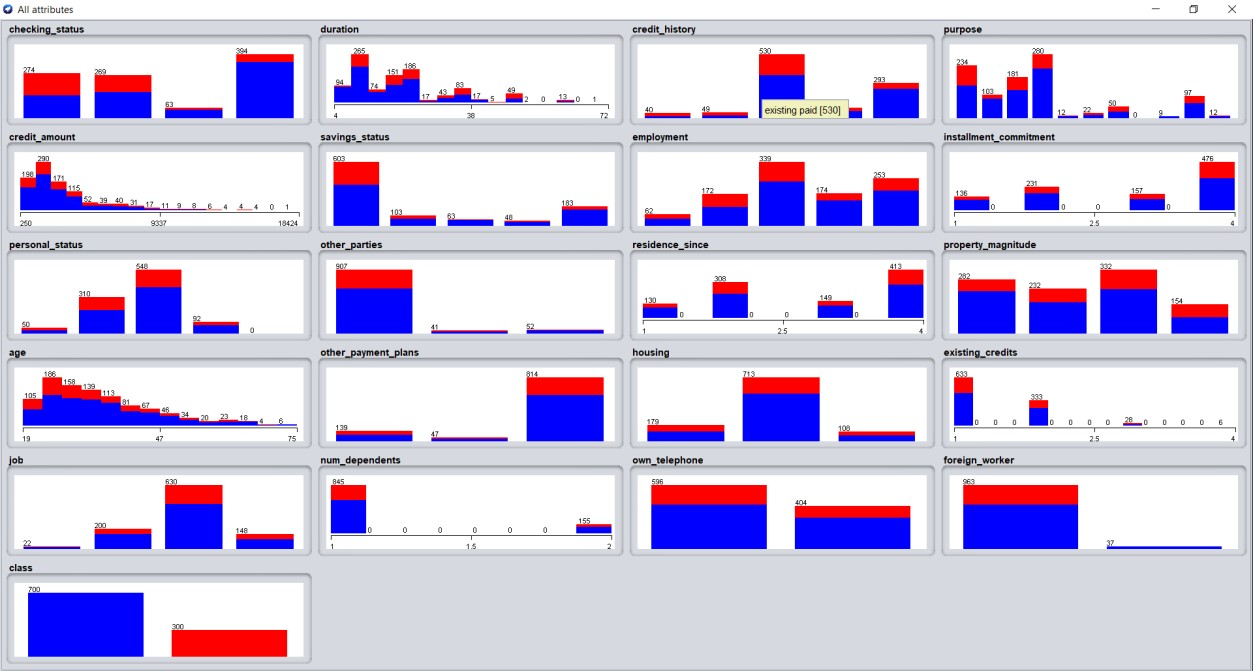 All attributes
checking_status
274 269 63 394
duration
94 265 74 151 186 17 43 83 17 5 49 2 0 13 0 1
4 38 72
credit_history
40 49 530 293
existing paid [530]
purpose
234 103 181 280 12 22 50 0 9 97 12
credit_amount
198 290 171 115 52 39 40 31 17 11 9 8 6 4 4 4 0 1
250 9337 18424
savings_status
603 103 63 48 183
employment
62 172 339 174 253
installment_commitment
136 0 231 0 0 157 0 476
1 2.5 4
personal_status
50 310 548 92 0
other_parties
907 41 52
residence_since
130 0 308 0 0 149 0 413
1 2.5 4
property_magnitude
282 232 332 154
age
105 186 158 139 113 81 67 46 34 20 23 18 4 6
19 47 75
other_payment_plans
139 47 814
housing
179 713 108
existing_credits
633 0 0 0 333 0 0 0 0 28 0 0 0 0 6
1 2.5 4
job
22 200 630 148
num_dependents
845 0 0 0 0 0 0 155
1 1.5 2
own_telephone
596 404
foreign_worker
963 37
class
700 300